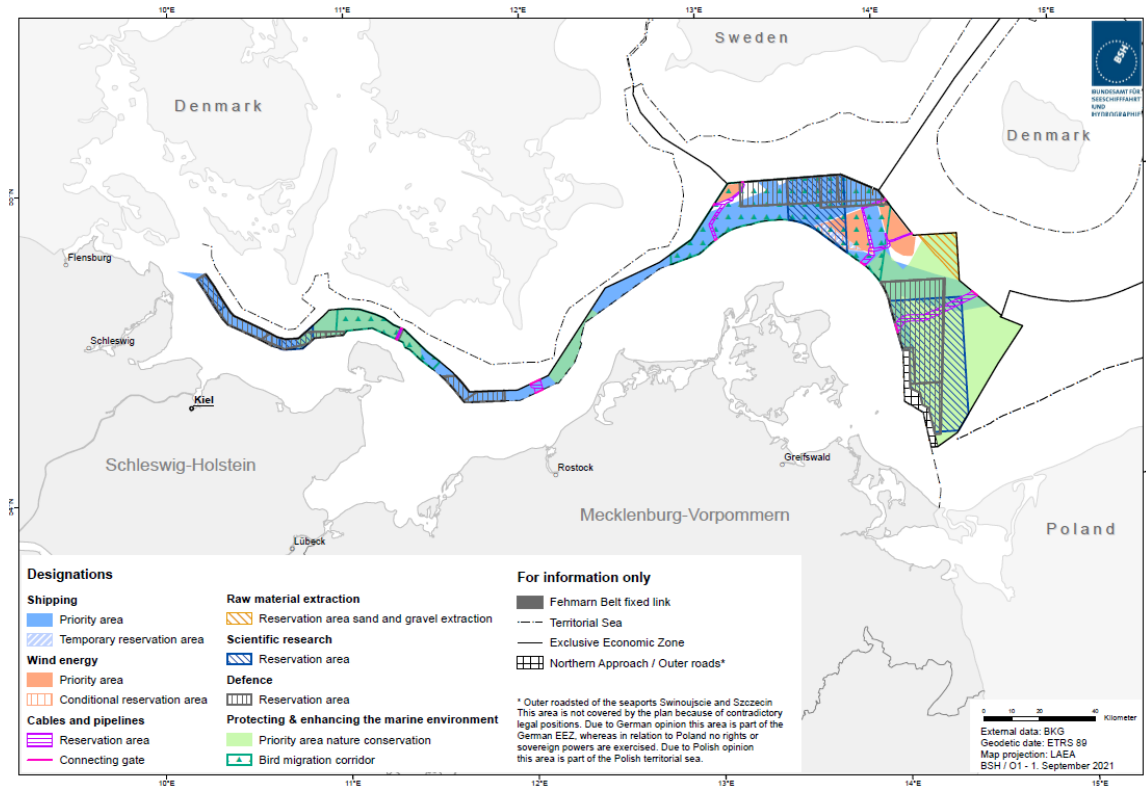 10°E 11°E 12°E 13°E 14°E 15°E
Sweden
BSH
BUNDESAMT FÜR
SEESCHIFFFAHRT
UND
HYDROGRAPHIE
Denmark
Denmark
Flensburg
Schleswig
Kiel
Schleswig-Holstein
Rostock
Greifswald
Mecklenburg-Vorpommern
Poland
54°N
Lübeck
Designations
Shipping
Priority area
Temporary reservation area
Wind energy
Priority area
Conditional reservation area
Cables and pipelines
Reservation area
Connecting gate
Raw material extraction
Reservation area sand and gravel extraction
Scientific research
Reservation area
Defence
Reservation area
Protecting & enhancing the marine environment
Priority area nature conservation
Bird migration corridor
For information only
Fehmarn Belt fixed link
Territorial Sea
Exclusive Economic Zone
Northern Approach / Outer roads*
* Outer roadsted of the seaports Swinoujscie and Szczecin
This area is not covered by the plan because of contradictory
legal positions. Due to German opinion this area is part of the
German EEZ, whereas in relation to Poland no rights or
sovereign powers are exercised. Due to Polish opinion
this area is part of the Polish territorial sea.
0 10 20 40
Kilometer
External data: BKG
Geodetic date: ETRS 89
Map projection: LAEA
BSH / O1 - 1. September 2021
10°E 11°E 12°E 13°E 14°E 15°E